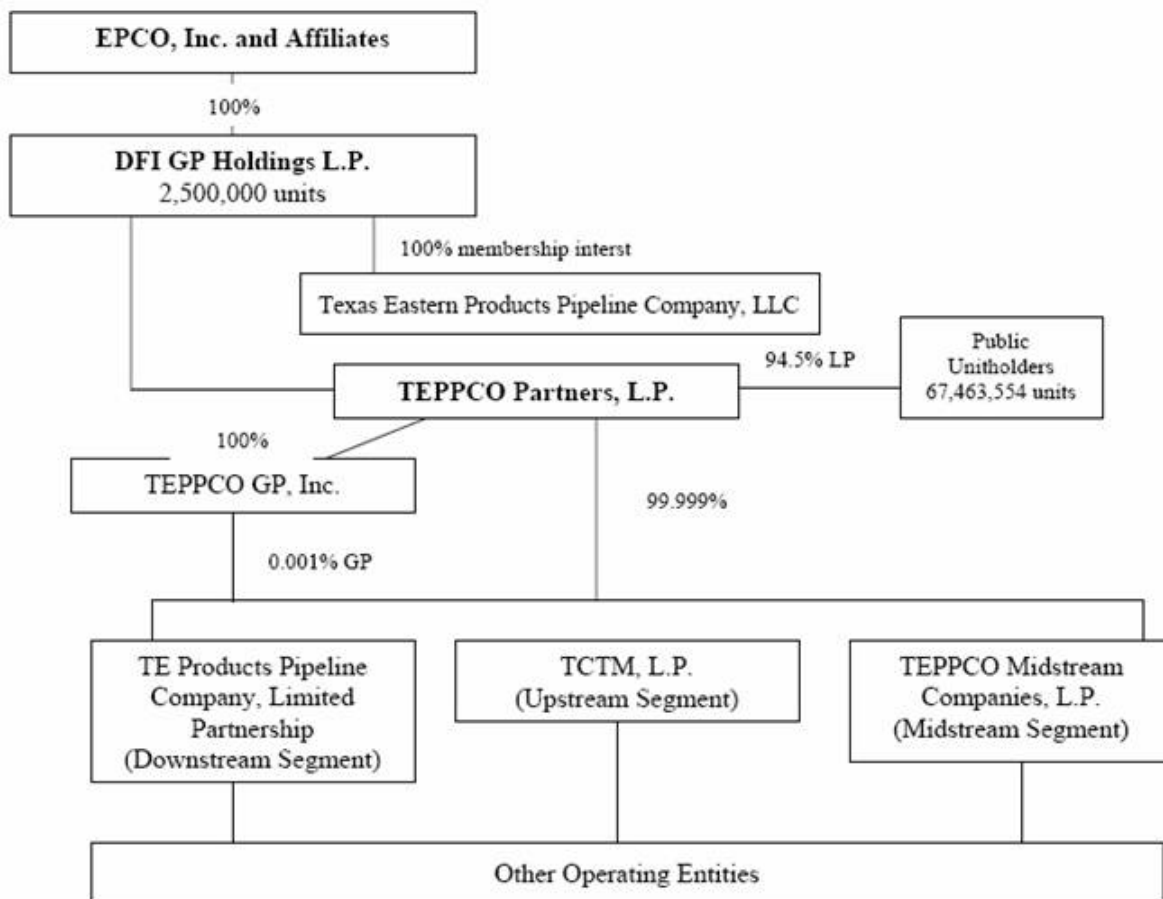 EPCO, Inc. and Affiliates
100%
DFI GP Holdings L.P.
2,500,000 units
100% membership interst
Texas Eastern Products Pipeline Company, LLC
Public
Unitholders
67,463,554 units
94.5% LP
TEPPCO Partners, L.P.
100%
TEPPCO GP, Inc.
99.999%
0.001% GP
TE Products Pipeline
Company, Limited
Partnership
(Downstream Segment)
TCTM, L.P.
(Upstream Segment)
TEPPCO Midstream
Companies, L.P.
(Midstream Segment)
Other Operating Entities